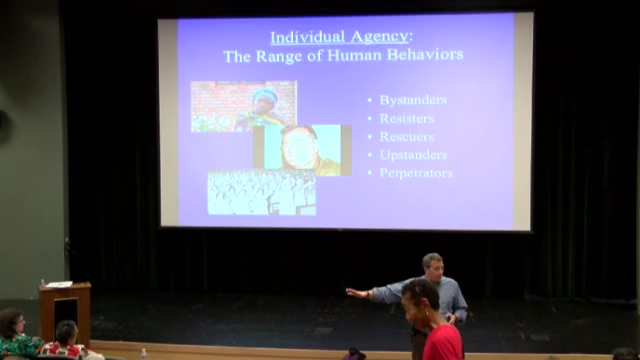 Individual Agency:
The Range of Human Behaviors
• Bystanders
• Resisters
• Rescuers
• Upstanders
• Perpetrators